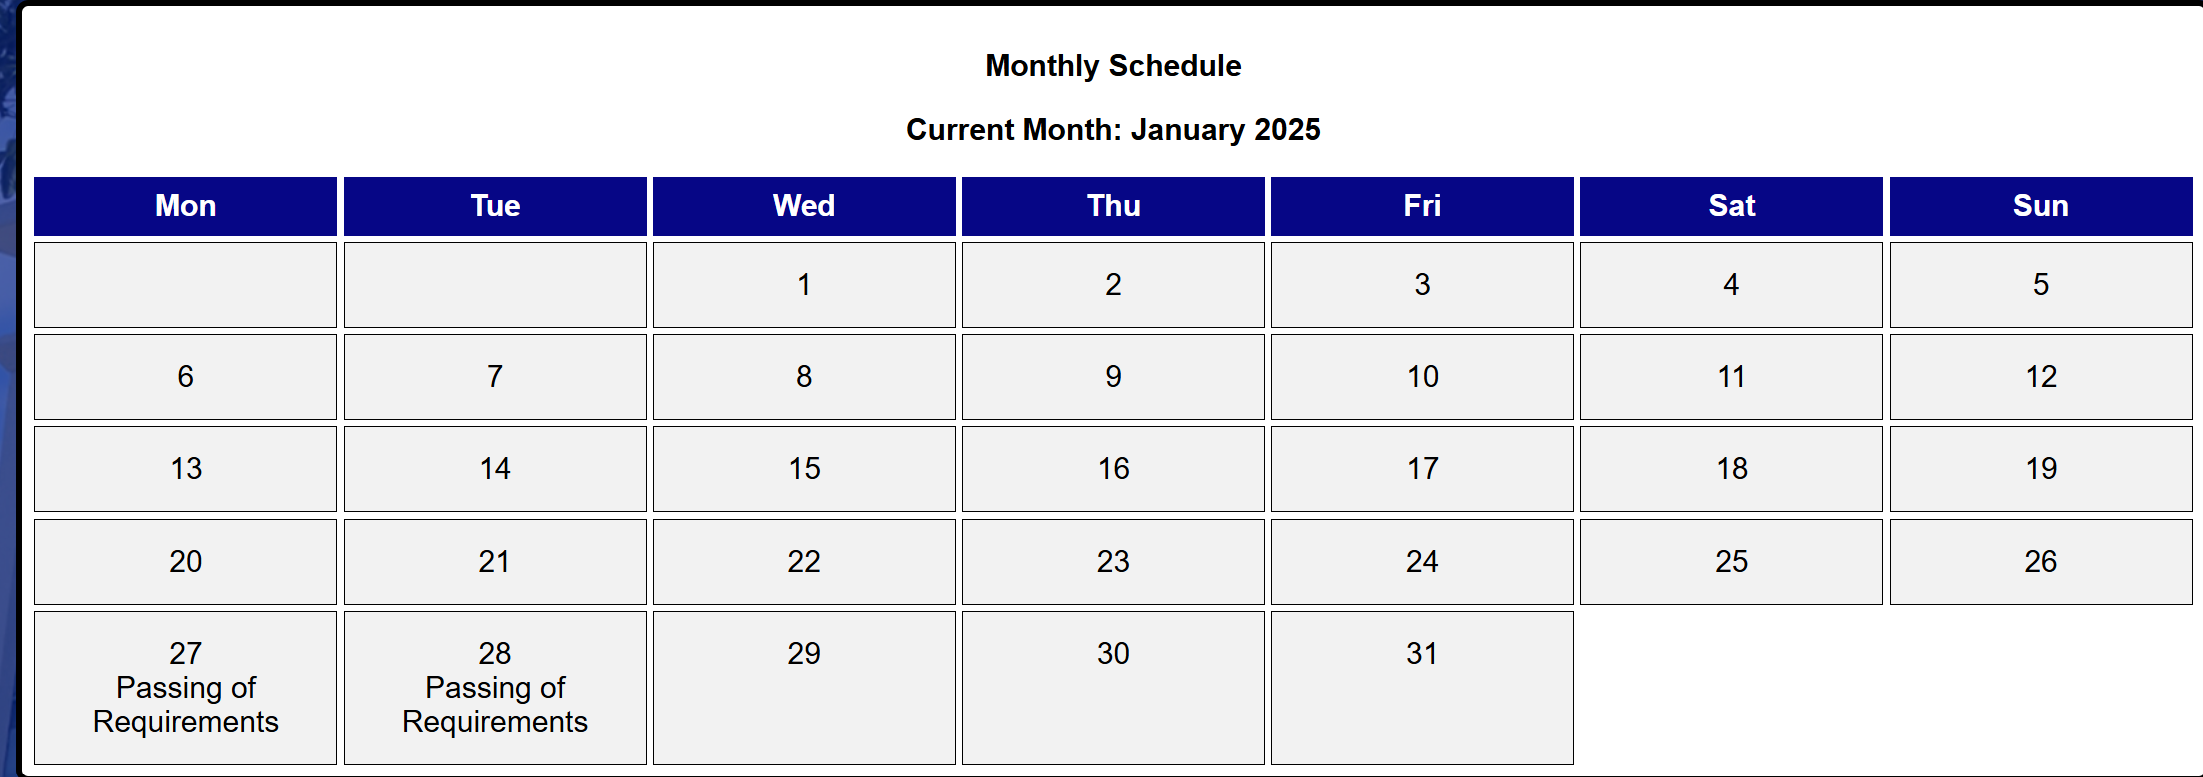 Monthly Schedule
Current Month: January 2025
Mon Tue Wed Thu Fri Sat Sun
1 2 3 4 5
6 7 8 9 10 11 12
13 14 15 16 17 18 19
20 21 22 23 24 25 26
27 28 29 30 31
Passing of Passing of
Requirements Requirements